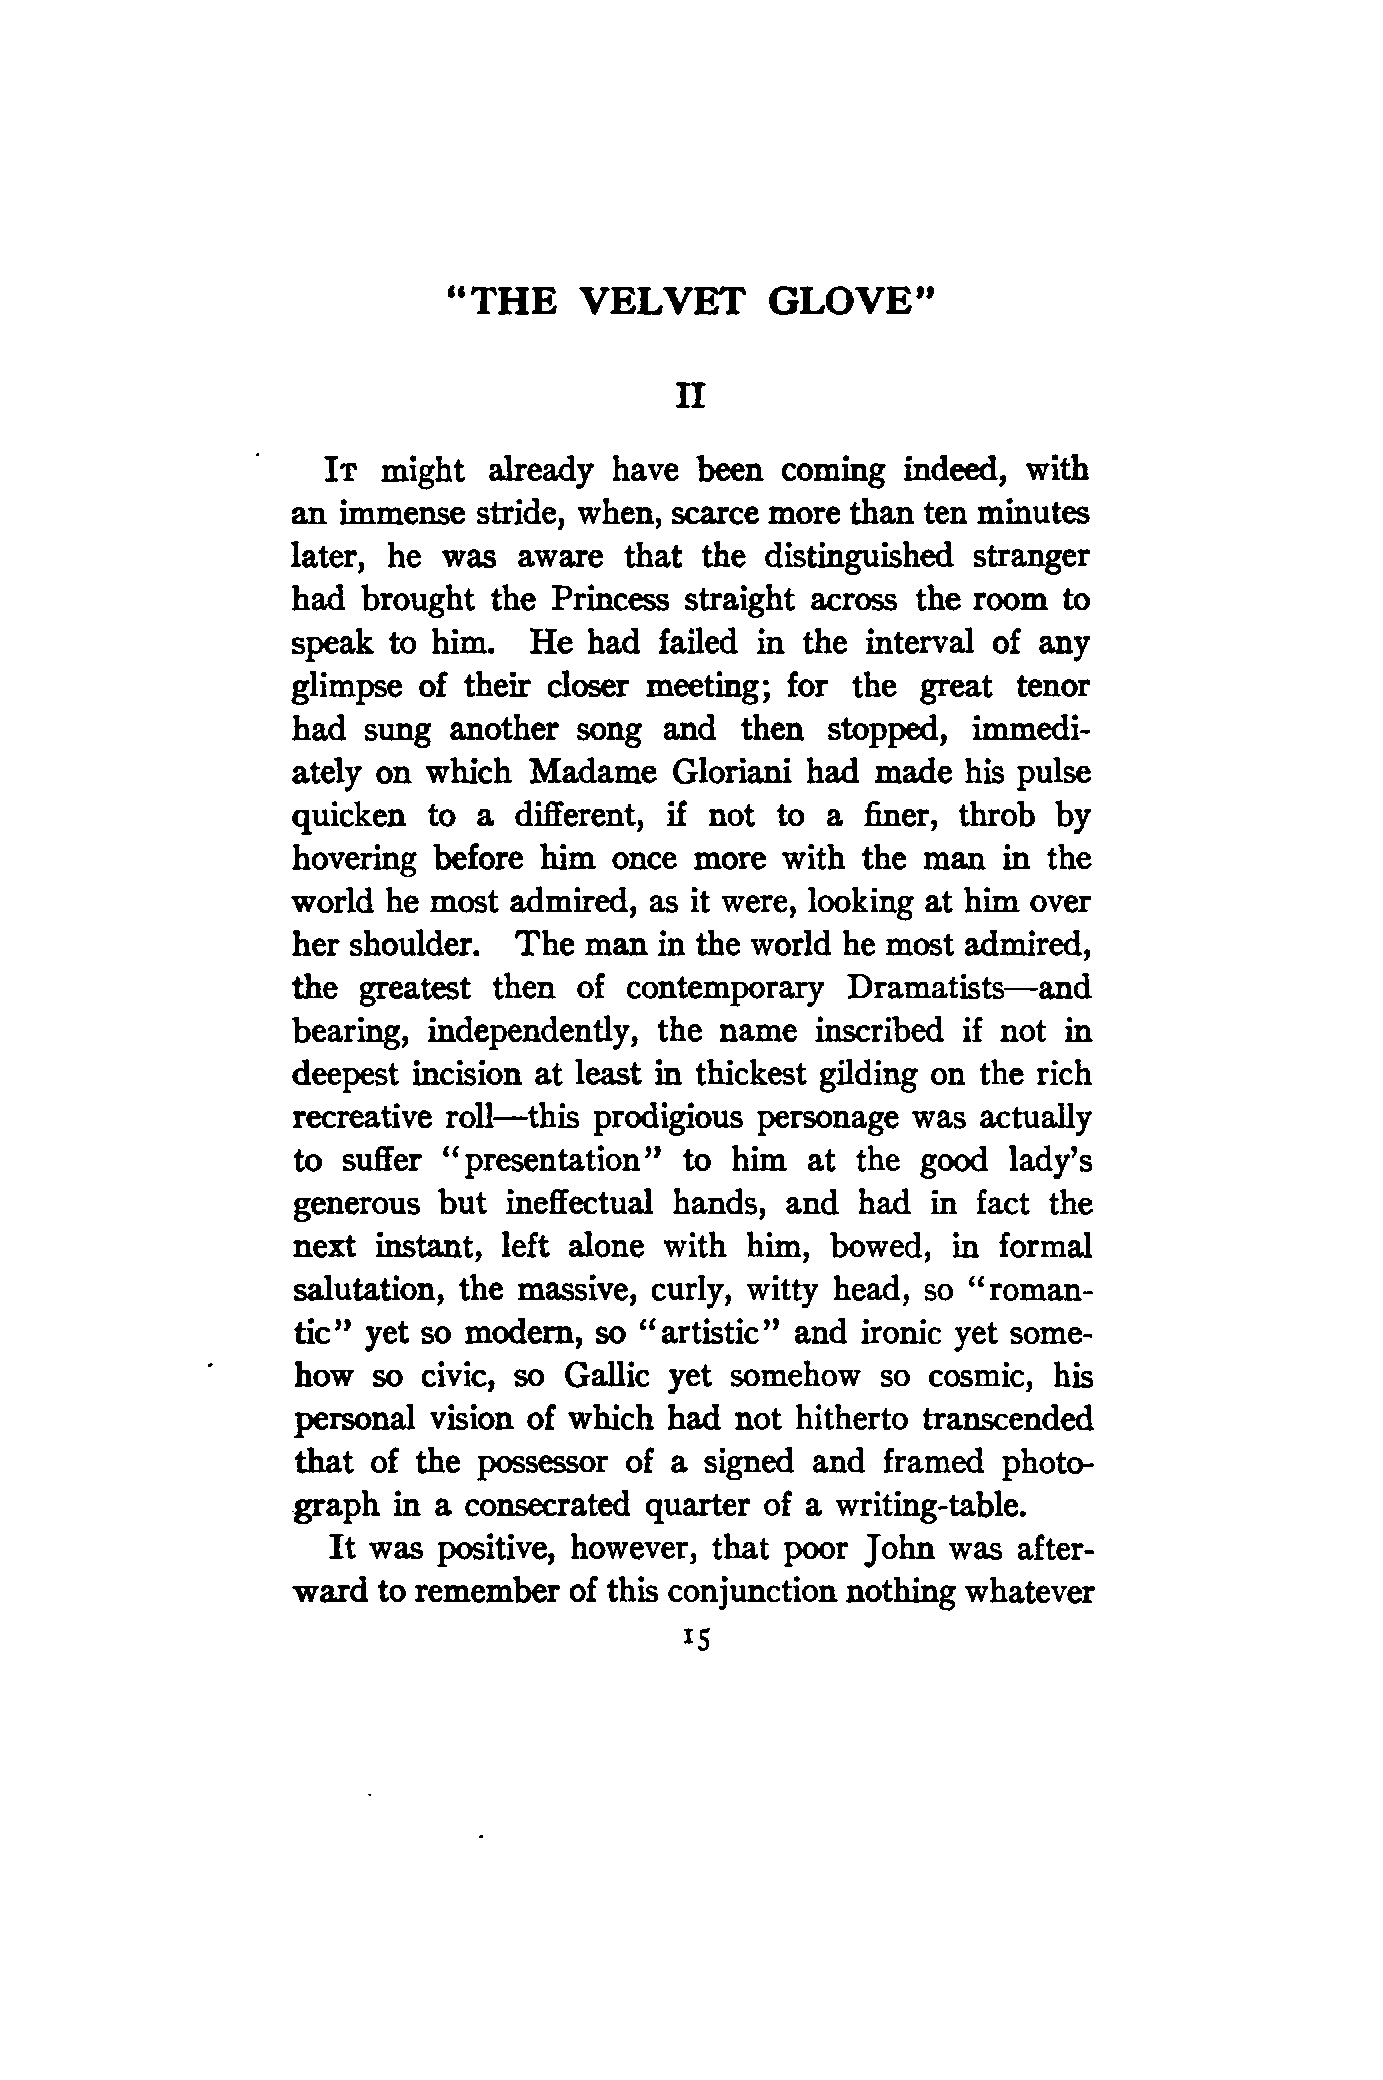 "THE VELVET GLOVE"
II
IT might already have been coming indeed, with
an immense stride, when, scarce more than ten minutes
later, he was aware that the distinguished stranger
had brought the Princess straight across the room to
speak to him. He had failed in the interval of any
glimpse of their closer meeting; for the great tenor
had sung another song and then stopped, immedi-
ately on which Madame Gloriani had made his pulse
quicken to a different, if not to a finer, throb by
hovering before him once more with the man in the
world he most admired, as it were, looking at him over
her shoulder. The man in the world he most admired,
the greatest then of contemporary Dramatists—and
bearing, independently, the name inscribed if not in
deepest incision at least in thickest gilding on the rich
recreative roll—this prodigious personage was actually
to suffer "presentation" to him at the good lady's
generous but ineffectual hands, and had in fact the
next instant, left alone with him, bowed, in formal
salutation, the massive, curly, witty head, so "roman-
tic" yet so modern, so "artistic" and ironic yet some-
how so civic, so Gallic yet somehow so cosmic, his
personal vision of which had not hitherto transcended
that of the possessor of a signed and framed photo-
graph in a consecrated quarter of a writing-table.
It was positive, however, that poor John was after-
ward to remember of this conjunction nothing whatever
15